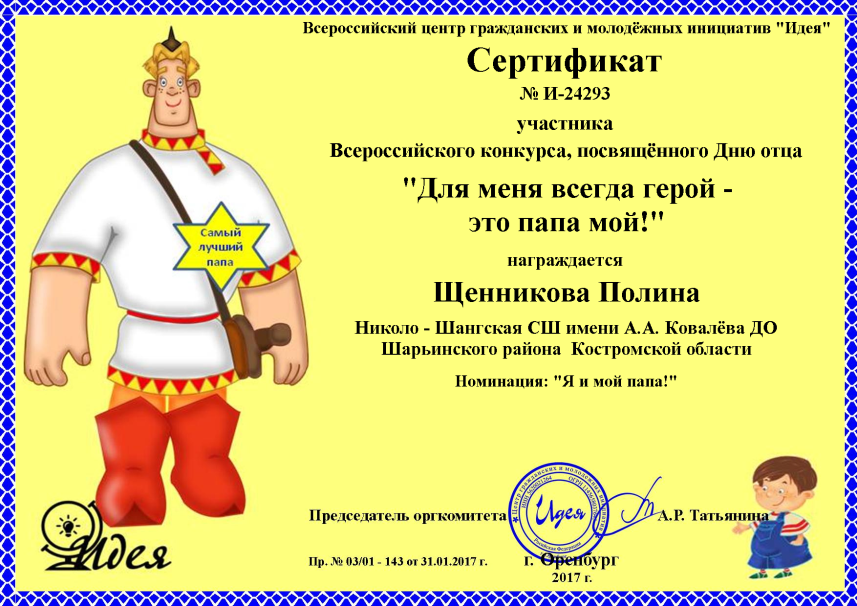 Всероссийский центр гражданских и молодёжных инициатив "Идея"
Сертификат
№ И-24293
участника
Всероссийского конкурса, посвящённого Дню отца
"Для меня всегда герой -
это папа мой!"
награждается
Щенникова Полина
Николо - Шангская СШ имени А.А. Ковалёва ДО
Шарьинского района Костромской области
Номинация: "Я и мой папа!"
Самый
лучший
папа
Председатель оргкомитета
А.Р. Татьянина
Идея
Российская Федерация
Идея
Пр. № 03/01 - 143 от 31.01.2017 г.
г. Оренбург
2017 г.